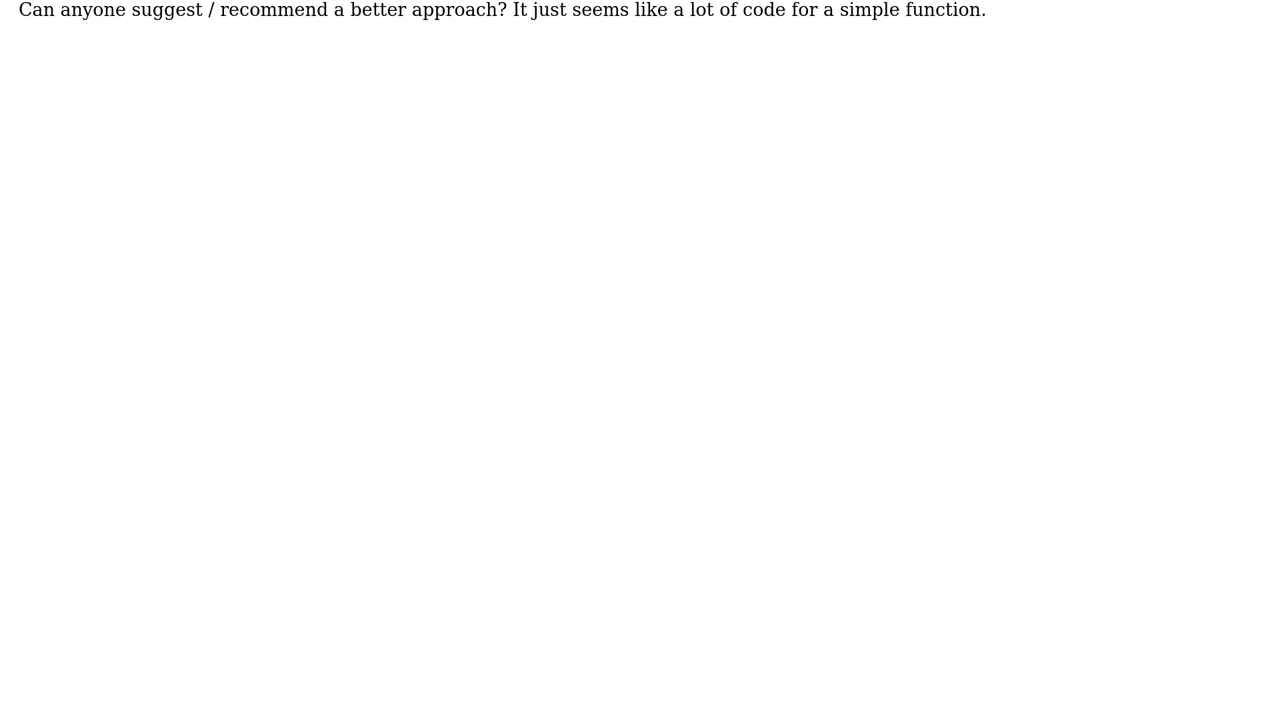 Can anyone suggest / recommend a better approach? It just seems like a lot of code for a simple function.